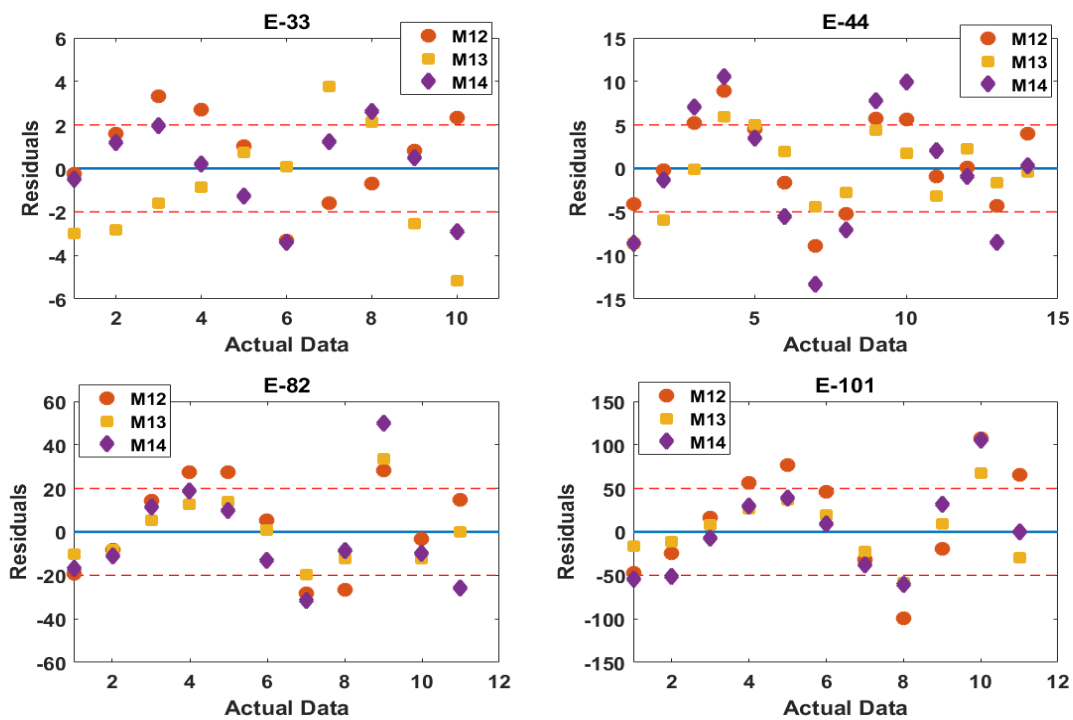 E-33
M12
M13
M14
6
4
2
0
-2
-4
-6
Residuals
2
4
6
8
10
Actual Data
E-44
M12
M13
M14
15
10
5
0
-5
-10
-15
Residuals
5
10
15
Actual Data
E-82
M12
M13
M14
60
40
20
0
-20
-40
-60
Residuals
2
4
6
8
10
12
Actual Data
E-101
M12
M13
M14
150
100
50
0
-50
-100
-150
Residuals
2
4
6
8
10
12
Actual Data